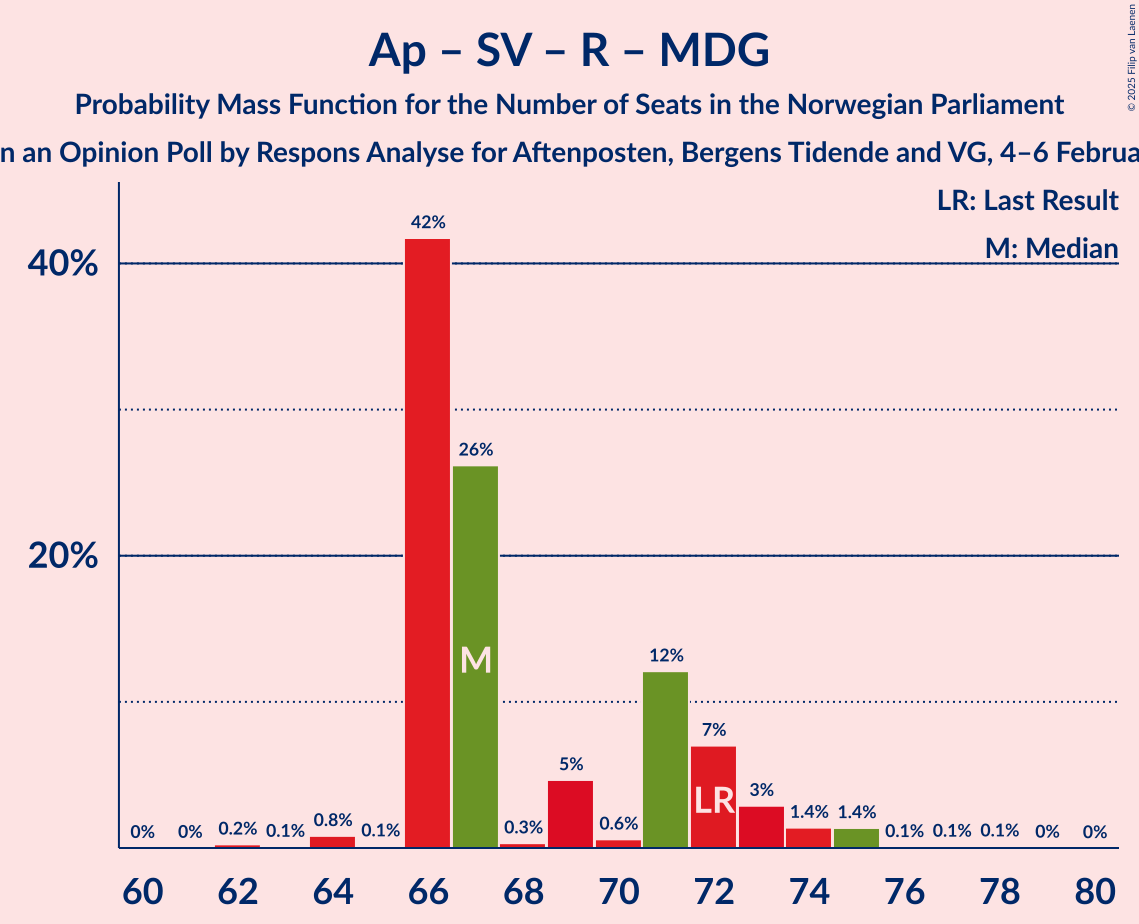 Ap – SV – R – MDG
Probability Mass Function for the Number of Seats in the Norwegian Parliament
an Opinion Poll by Respons Analyse for Aftenposten, Bergens Tidende and VG, 4–6
© 2025 Filip van Laenen
LR: Last Result
M: Median
40%
20%
0% 0% 0.2% 0.1% 0.8% 0.1% 42% 26% 0.3% 5% 0.6% 12% 7% 3% 1.4% 1.4% 0.1% 0.1% 0.1% 0% 0%
M
LR
60 62 64 66 68 70 72 74 76 78 80